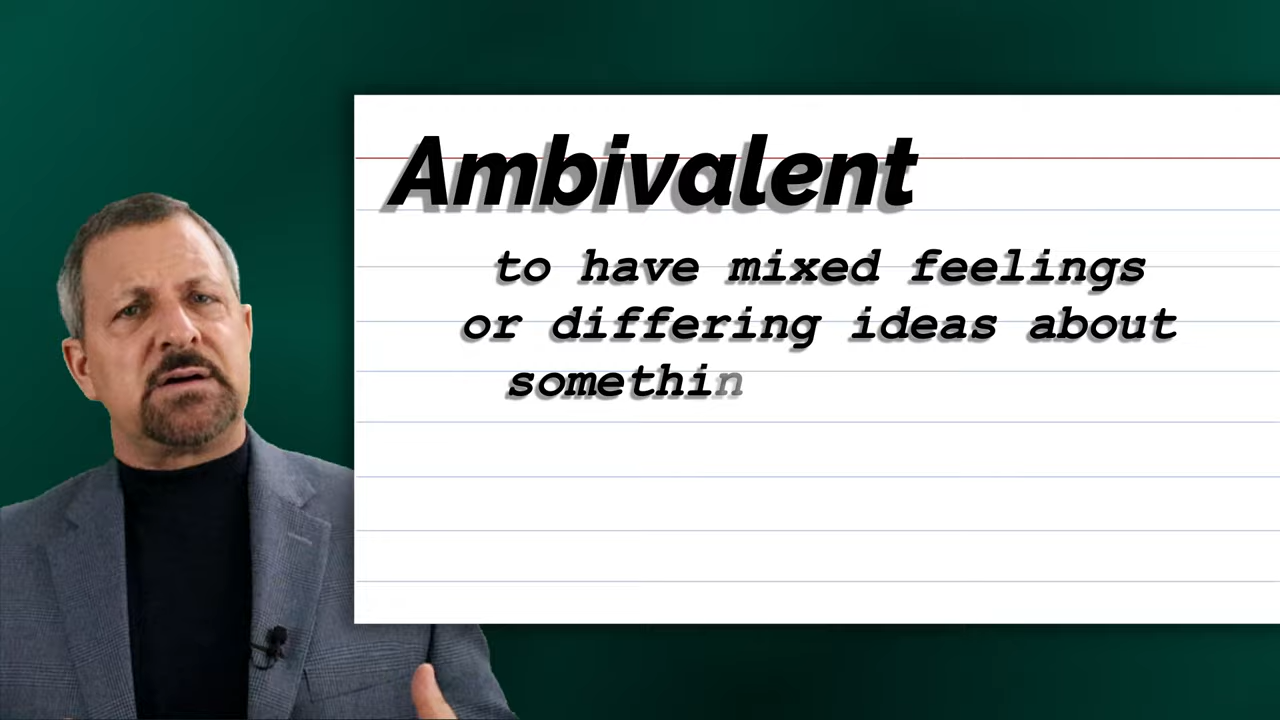 Ambivalent
to have mixed feelings
or differing ideas about
somethin